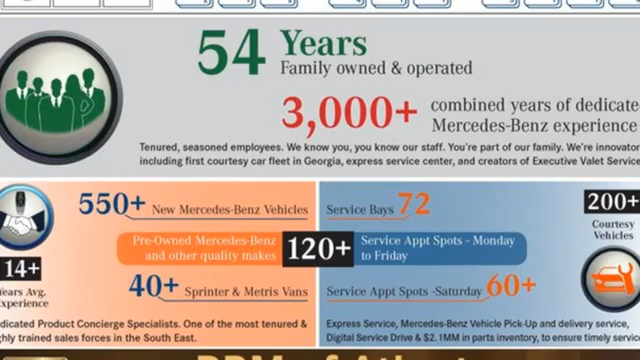 54 Years
Family owned & operated
3,000+ combined years of dedicate
Mercedes-Benz experience
Tenured, seasoned employees. We know you, you know our staff. You're part of our family. We're innovator
including first courtesy car fleet in Georgia, express service center, and creators of Executive Valet Service
550+ New Mercedes-Benz Vehicles
Pre-Owned Mercedes-Benz
and other quality makes
14+
Years Avg.
xperience
40+ Sprinter & Metris Vans
dicated Product Concierge Specialists. One of the most tenured &
ghly trained sales forces in the South East.
120+
Service Bays 72
Service Appt Spots - Monday
to Friday
Service Appt Spots -Saturday 60+
200+
Courtesy
Vehicles
Express Service, Mercedes-Benz Vehicle Pick-Up and delivery service,
Digital Service Drive & $2.1MM in parts inventory, to ensure timely servic